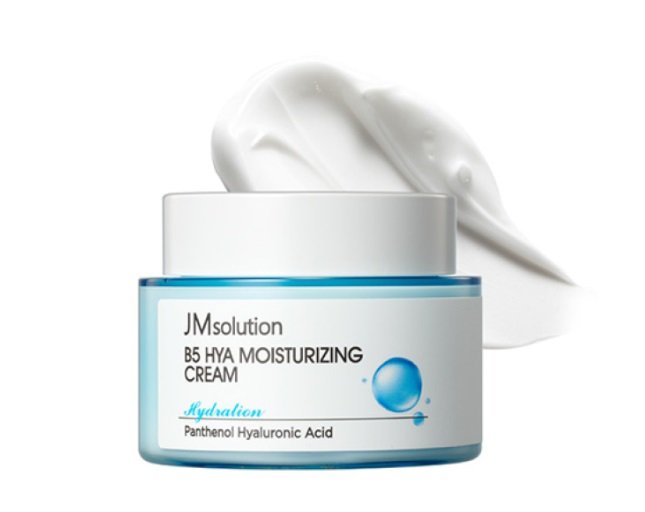 JMsolution
B5 HYA MOISTURIZING
CREAM
Hydration
Panthenol Hyaluronic Acid